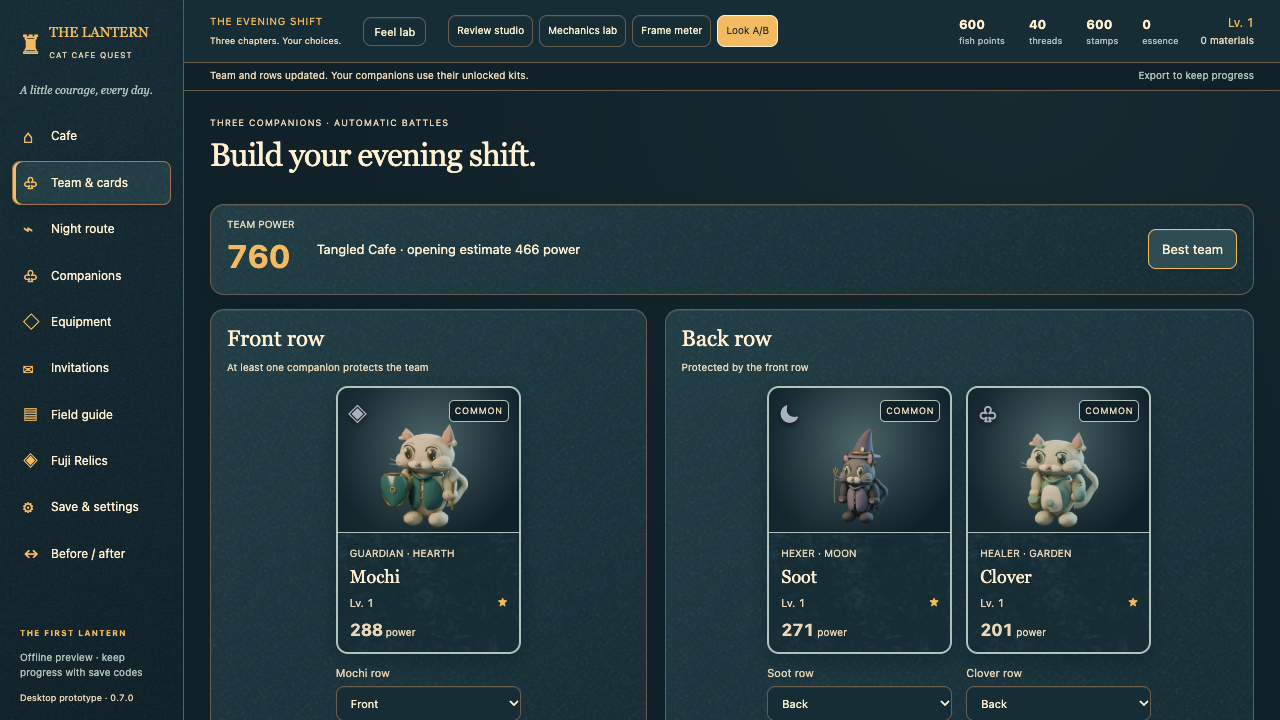 THE LANTERN
CAT CAFE QUEST
A little courage, every day.
Cafe
Team & cards
Night route
Companions
Equipment
Invitations
Field guide
Fuji Relics
Save & settings
Before / after
THE FIRST LANTERN
Offline preview · keep
progress with save codes
Desktop prototype · 0.7.0
THE EVENING SHIFT
Three chapters. Your choices.
Feel lab
Review studio
Mechanics lab
Frame meter
Look A/B
600
fish points
40
threads
600
stamps
0
essence
Lv. 1
0 materials
Team and rows updated. Your companions use their unlocked kits.
Export to keep progress
THREE COMPANIONS · AUTOMATIC BATTLES
Build your evening shift.
TEAM POWER
760
Tangled Cafe · opening estimate 466 power
Best team
Front row
At least one companion protects the team
COMMON
GUARDIAN · HEARTH
Mochi
Lv. 1
288 power
Mochi row
Front
Back row
Protected by the front row
COMMON
HEXER · MOON
Soot
Lv. 1
271 power
Soot row
Back
COMMON
HEALER · GARDEN
Clover
Lv. 1
201 power
Clover row
Back